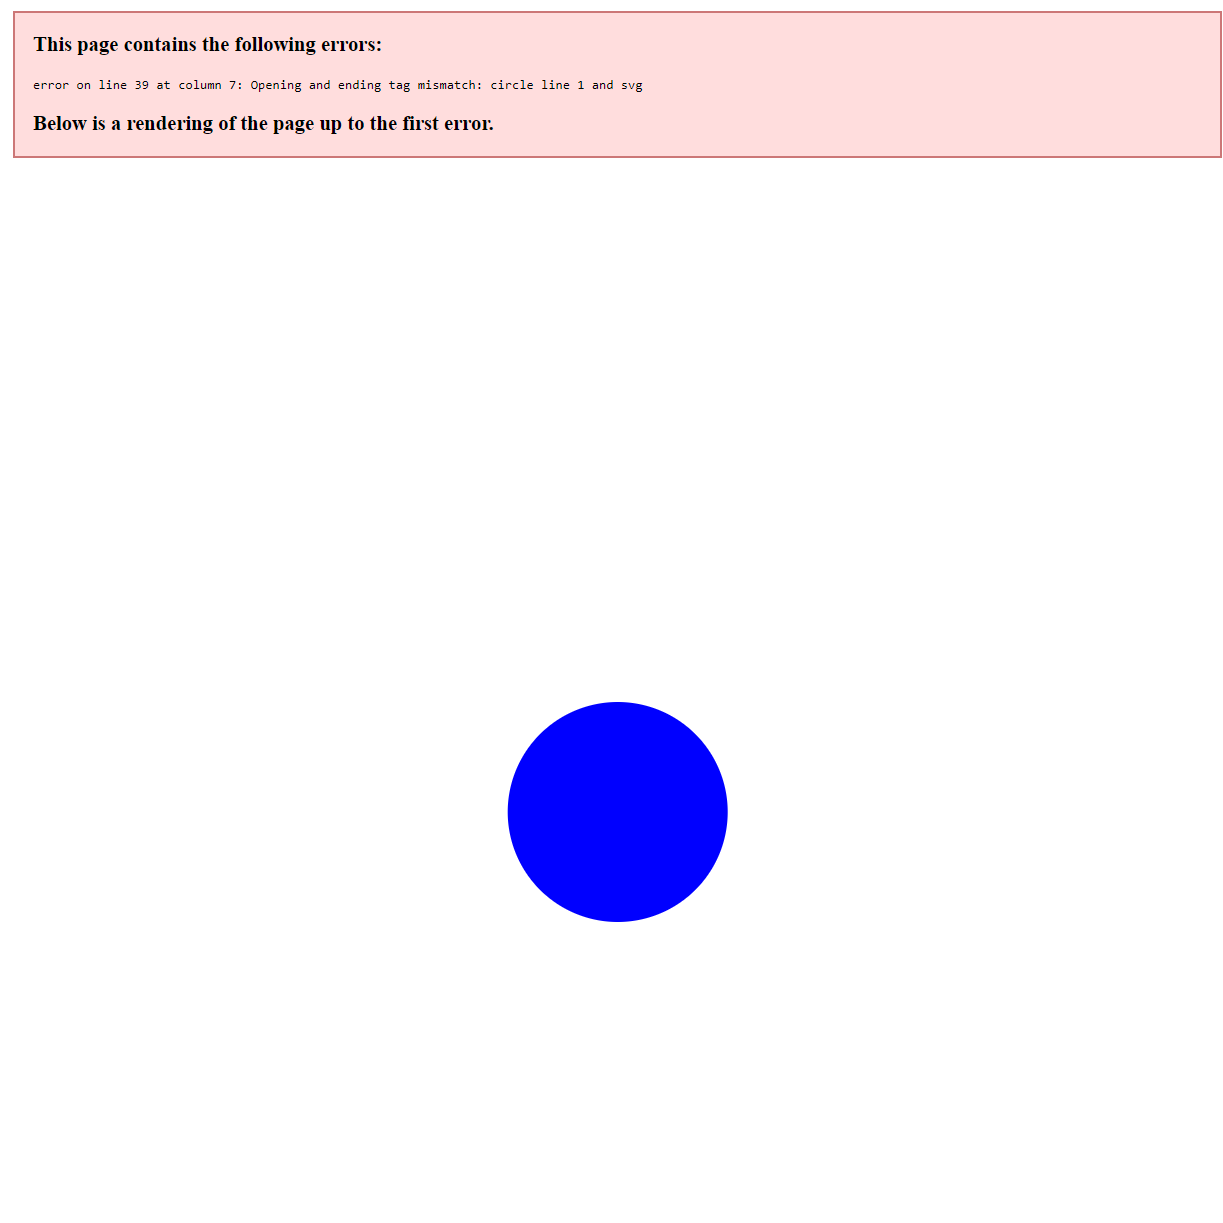 This page contains the following errors:
error on line 39 at column 7: Opening and ending tag mismatch: circle line 1 and svg
Below is a rendering of the page up to the first error.